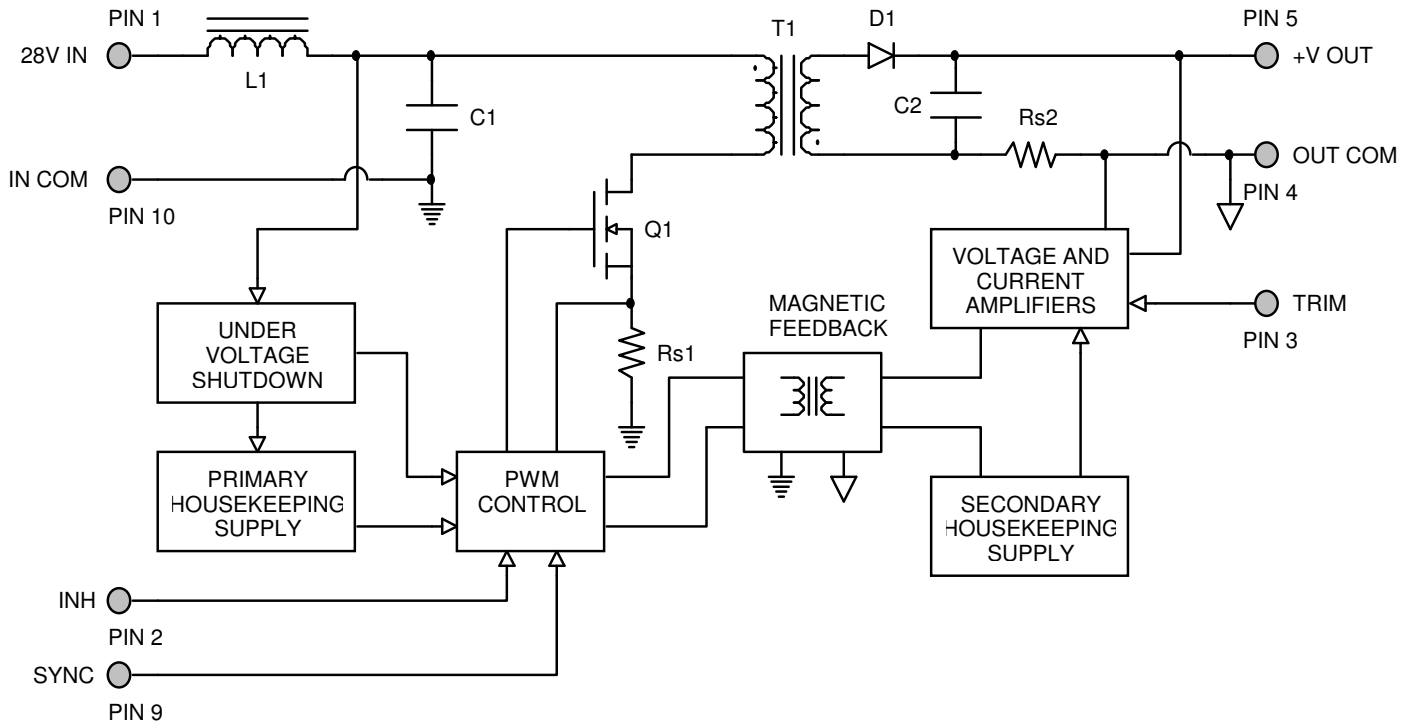 PIN 1
28V IN
L1
C1
IN COM
PIN 10
T1
D1
C2
Rs2
PIN 5
+V OUT
OUT COM
PIN 4
Q1
Rs1
VOLTAGE AND
CURRENT
AMPLIFIERS
TRIM
PIN 3
MAGNETIC
FEEDBACK
UNDER
VOLTAGE
SHUTDOWN
PRIMARY
HOUSEKEEPING
SUPPLY
PWM
CONTROL
SECONDARY
HOUSEKEEPING
SUPPLY
INH
PIN 2
SYNC
PIN 9